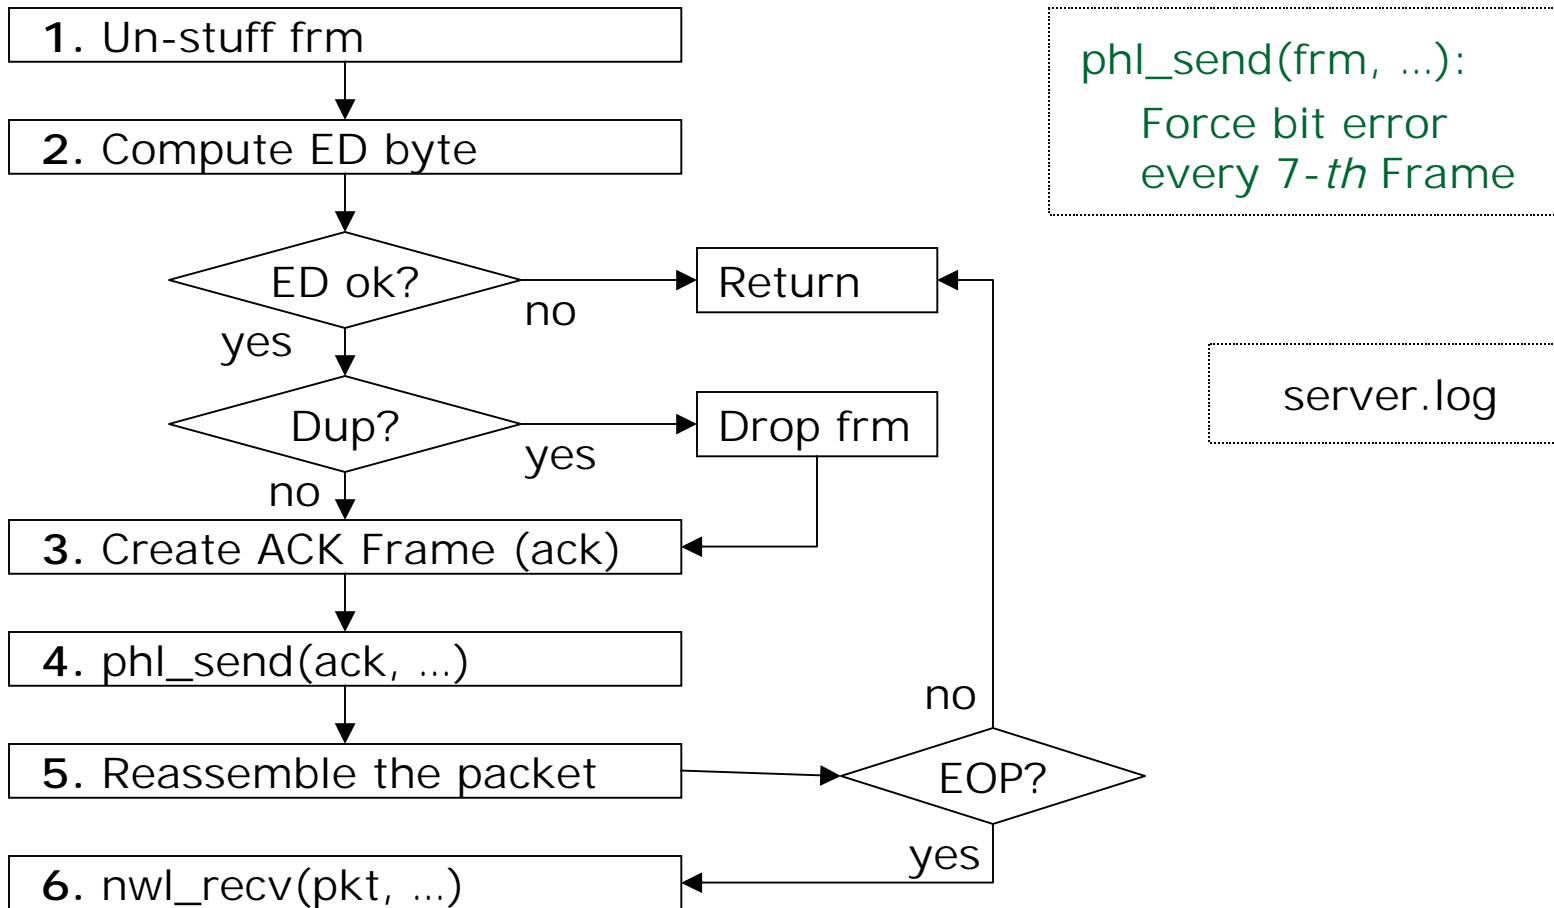 1. Un-stuff frm
phl_send(frm, ...):
Force bit error
every 7-th Frame
2. Compute ED byte
ED ok?
no
Return
yes
server.log
Dup?
yes
Drop frm
no
3. Create ACK Frame (ack)
4. phl_send(ack, ...)
no
5. Reassemble the packet
EOP?
yes
6. nwl_recv(pkt, ...)